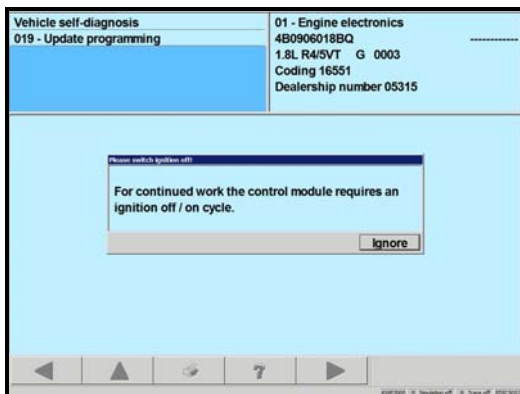 Vehicle self-diagnosis
019 - Update programming
01 - Engine electronics
4B0906018BQ ------------
1.8L R4/5VT G 0003
Coding 16551
Dealership number 05315
Please switch ignition off!
For continued work the control module requires an
ignition off / on cycle.
Ignore
?